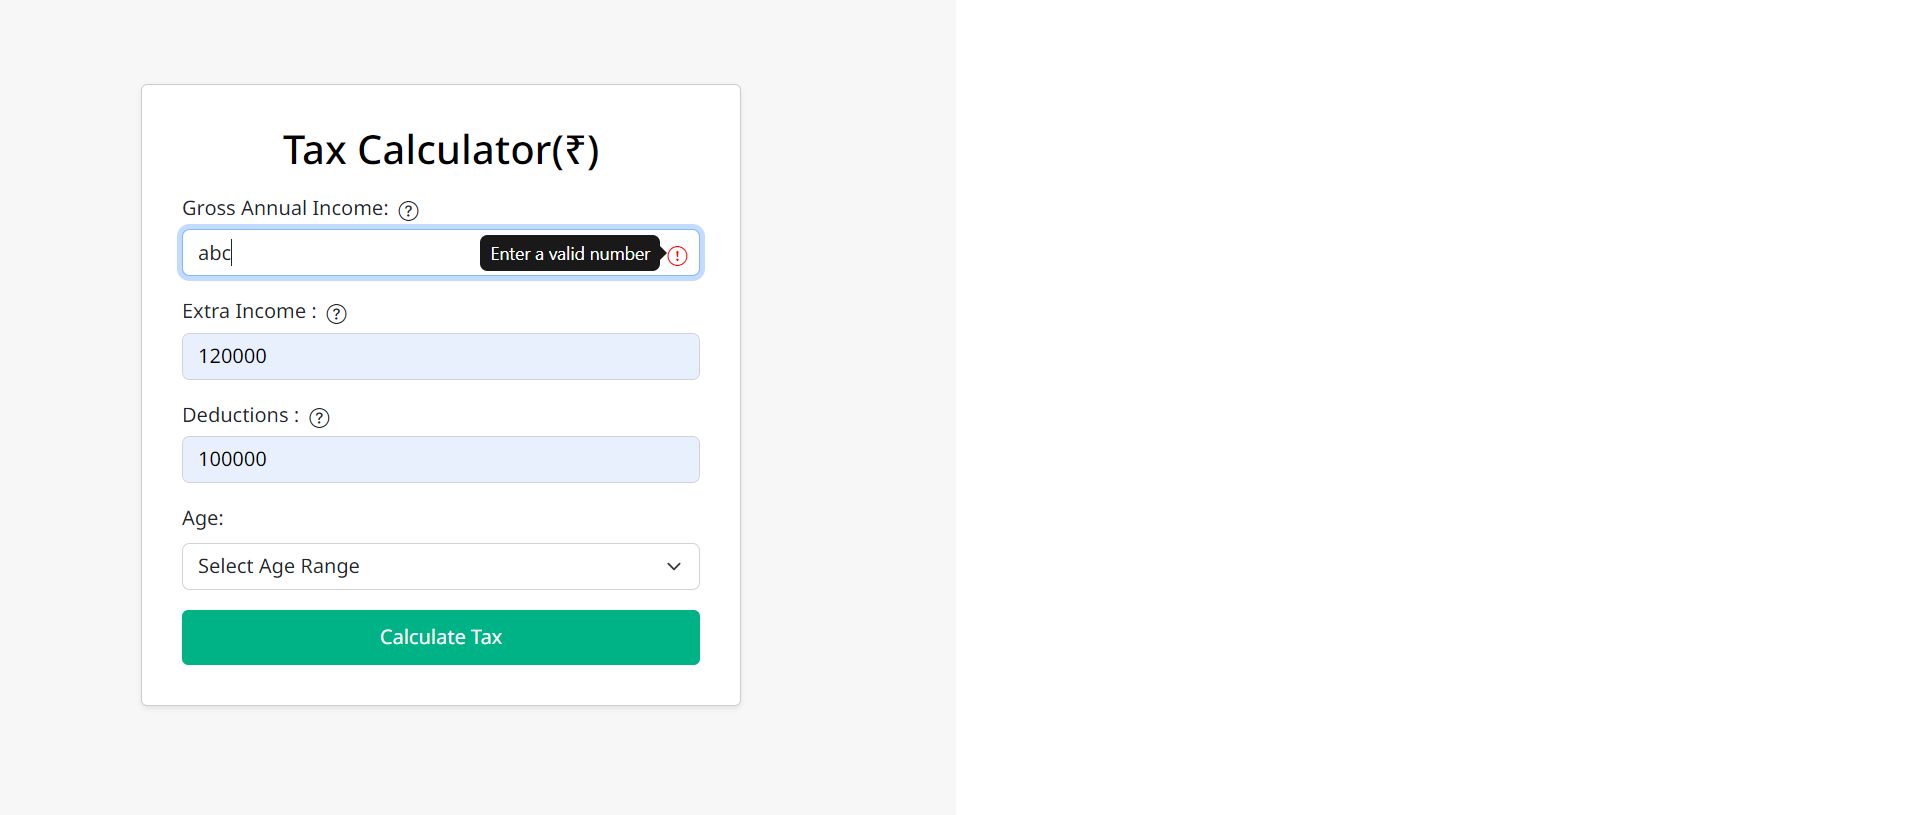 Tax Calculator(₹)
Gross Annual Income: ?
abc
Enter a valid number !
Extra Income : ?
120000
Deductions : ?
100000
Age:
Select Age Range
Calculate Tax